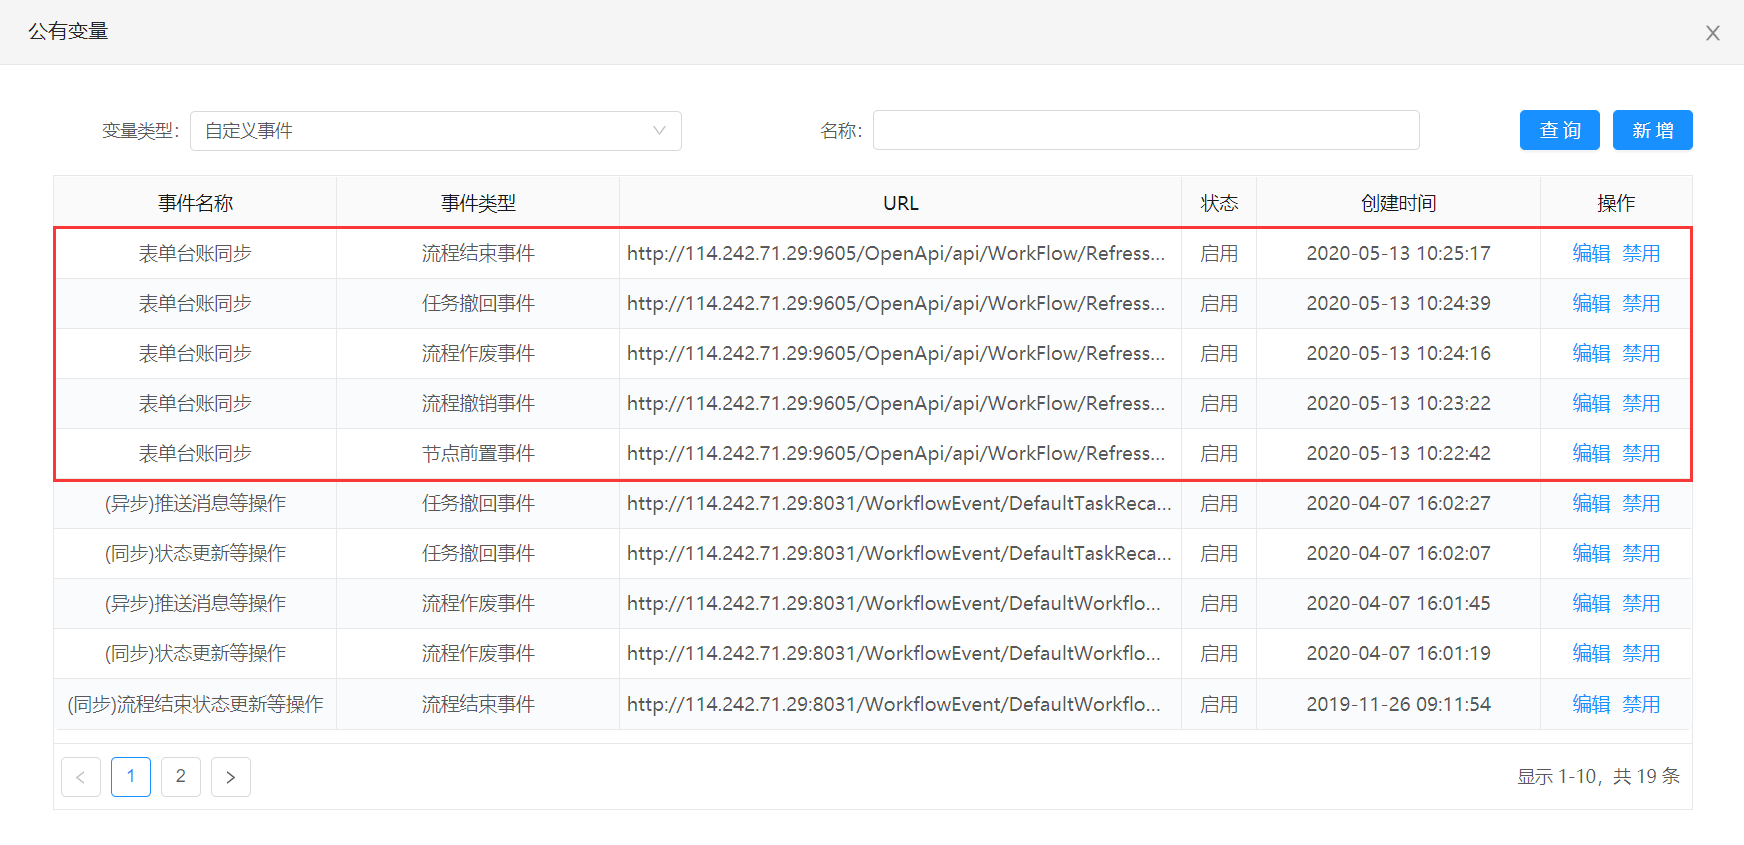 公有变量
变量类型: 自定义事件 名称: 查 询 新 增
事件名称 事件类型 URL 状态 创建时间 操作
表单台账同步 流程结束事件 http://114.242.71.29:9605/OpenApi/api/WorkFlow/Refress... 启用 2020-05-13 10:25:17 编辑 禁用
表单台账同步 任务撤回事件 http://114.242.71.29:9605/OpenApi/api/WorkFlow/Refress... 启用 2020-05-13 10:24:39 编辑 禁用
表单台账同步 流程作废事件 http://114.242.71.29:9605/OpenApi/api/WorkFlow/Refress... 启用 2020-05-13 10:24:16 编辑 禁用
表单台账同步 流程撤销事件 http://114.242.71.29:9605/OpenApi/api/WorkFlow/Refress... 启用 2020-05-13 10:23:22 编辑 禁用
表单台账同步 节点前置事件 http://114.242.71.29:9605/OpenApi/api/WorkFlow/Refress... 启用 2020-05-13 10:22:42 编辑 禁用
(异步)推送消息等操作 任务撤回事件 http://114.242.71.29:8031/WorkflowEvent/DefaultTaskReca... 启用 2020-04-07 16:02:27 编辑 禁用
(同步)状态更新等操作 任务撤回事件 http://114.242.71.29:8031/WorkflowEvent/DefaultTaskReca... 启用 2020-04-07 16:02:07 编辑 禁用
(异步)推送消息等操作 流程作废事件 http://114.242.71.29:8031/WorkflowEvent/DefaultWorkflo... 启用 2020-04-07 16:01:45 编辑 禁用
(同步)状态更新等操作 流程作废事件 http://114.242.71.29:8031/WorkflowEvent/DefaultWorkflo... 启用 2020-04-07 16:01:19 编辑 禁用
(同步)流程结束状态更新等操作 流程结束事件 http://114.242.71.29:8031/WorkflowEvent/DefaultWorkflo... 启用 2019-11-26 09:11:54 编辑 禁用
< 1 2 > 显示 1-10，共 19 条